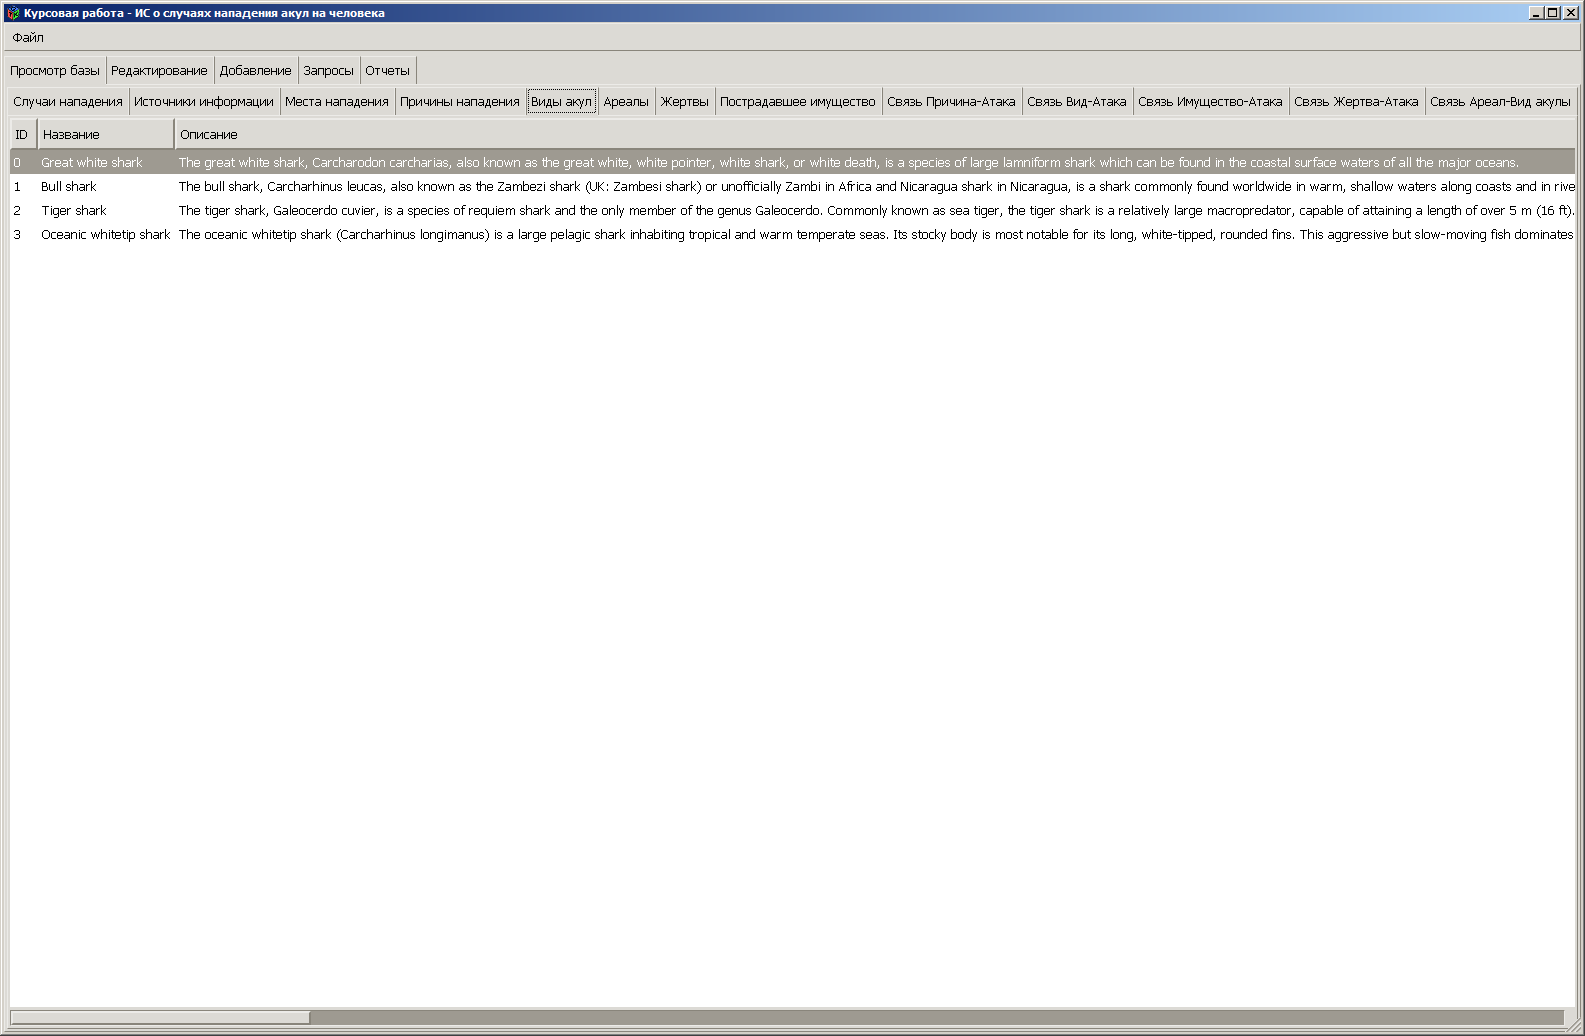 Курсовая работа - ИС о случаях нападения акул на человека
Файл
Просмотр базы Редактирование Добавление Запросы Отчеты
Случаи нападения Источники информации Места нападения Причины нападения Виды акул Ареалы Жертвы Пострадавшее имущество Связь Причина-Атака Связь Вид-Атака Связь Имущество-Атака Связь Жертва-Атака Связь Ареал-Вид акулы
ID Название Описание
0 Great white shark The great white shark, Carcharodon carcharias, also known as the great white, white pointer, white shark, or white death, is a species of large lamniform shark which can be found in the coastal surface waters of all the major oceans.
1 Bull shark The bull shark, Carcharhinus leucas, also known as the Zambezi shark (UK: Zambesi shark) or unofficially Zambi in Africa and Nicaragua shark in Nicaragua, is a shark commonly found worldwide in warm, shallow waters along coasts and in rive
2 Tiger shark The tiger shark, Galeocerdo cuvier, is a species of requiem shark and the only member of the genus Galeocerdo. Commonly known as sea tiger, the tiger shark is a relatively large macropredator, capable of attaining a length of over 5 m (16 ft).
3 Oceanic whitetip shark The oceanic whitetip shark (Carcharhinus longimanus) is a large pelagic shark inhabiting tropical and warm temperate seas. Its stocky body is most notable for its long, white-tipped, rounded fins. This aggressive but slow-moving fish dominates